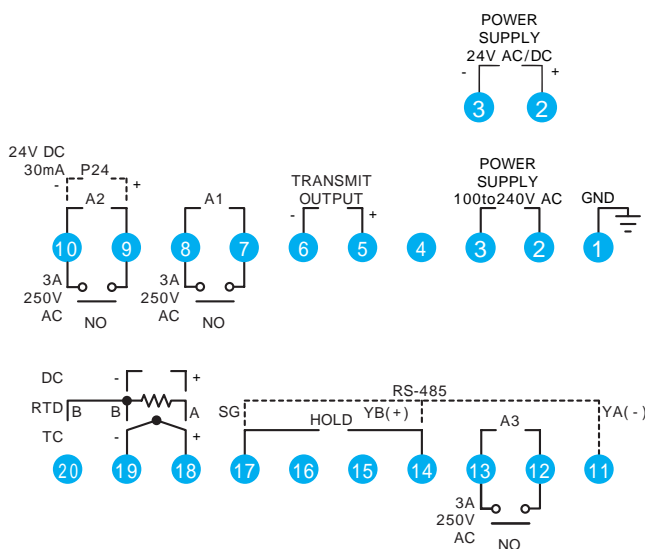 POWER
SUPPLY
24V AC/DC
- +
3 2
24V DC
30mA P24
- +
A2 A1
TRANSMIT
OUTPUT
- +
POWER
SUPPLY
100to240V AC
GND
10 9 8 7 6 5 4 3 2 1
3A
250V
AC
NO
3A
250V
AC
NO
DC - +
RTD B B A
TC - +
SG
HOLD
RS-485
YB(+)
A3
YA(-)
20 19 18 17 16 15 14 13 12 11
3A
250V
AC
NO